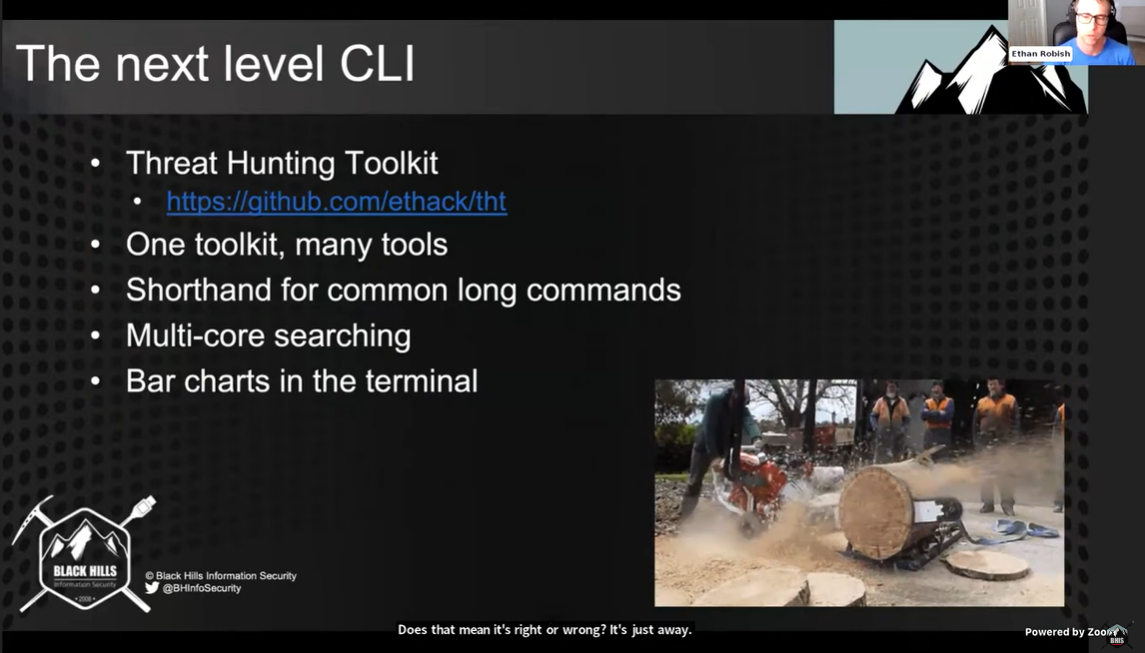 The next level CLI
Ethan Robish
• Threat Hunting Toolkit
• https://github.com/ethack/tht
• One toolkit, many tools
• Shorthand for common long commands
• Multi-core searching
• Bar charts in the terminal
BLACK HILLS
Information Security
• 2008 •
© Black Hills Information Security
@BHInfoSecurity
Does that mean it's right or wrong? It's just away.
Powered by Zoom
BHIS